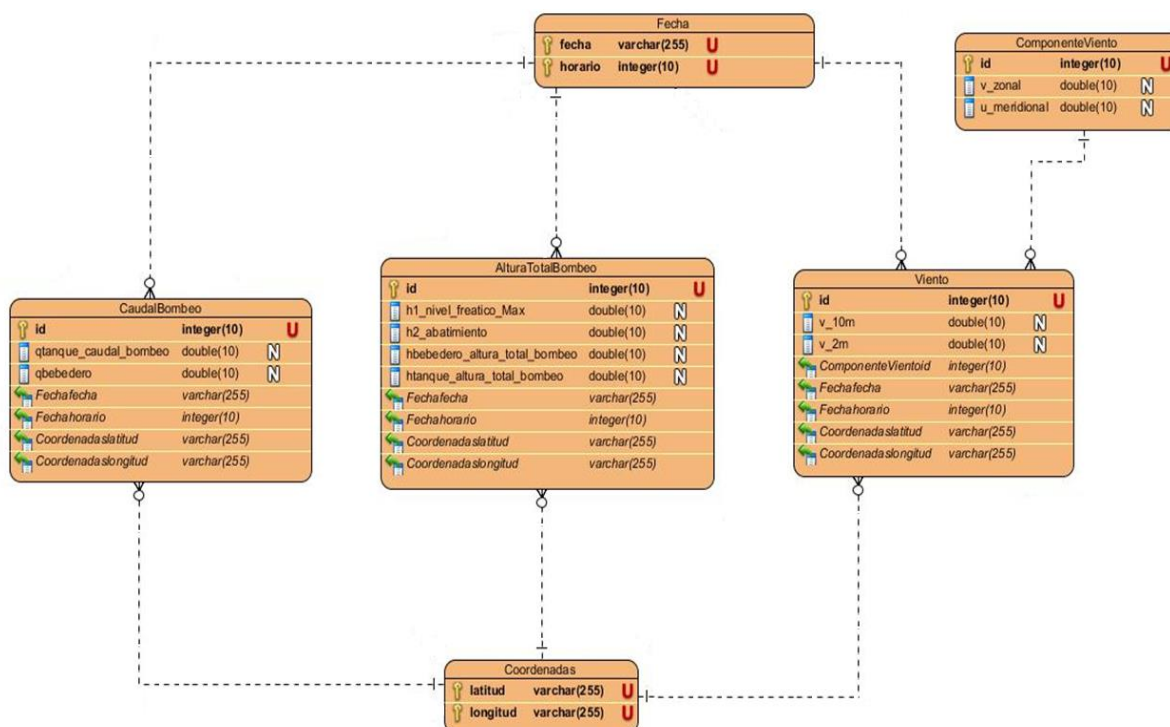 Fecha
fecha varchar(255) U
horario integer(10) U
ComponenteViento
id integer(10) U
v_zonal double(10) N
u_meridional double(10) N
CaudalBombeo
id integer(10) U
qtanque_caudal_bombeo double(10) N
qbebedero double(10) N
Fechafecha varchar(255)
Fechahorario integer(10)
Coordenadaslatitud varchar(255)
Coordenadaslongitud varchar(255)
AlturaTotalBombeo
id integer(10) U
h1_nivel_freatico_Max double(10) N
h2_abatimiento double(10) N
hbebedero_altura_total_bombeo double(10) N
htanque_altura_total_bombeo double(10) N
Fechafecha varchar(255)
Fechahorario integer(10)
Coordenadaslatitud varchar(255)
Coordenadaslongitud varchar(255)
Viento
id integer(10) U
v_10m double(10) N
v_2m double(10) N
ComponenteVientoid integer(10)
Fechafecha varchar(255)
Fechahorario integer(10)
Coordenadaslatitud varchar(255)
Coordenadaslongitud varchar(255)
Coordenadas
latitud varchar(255) U
longitud varchar(255) U